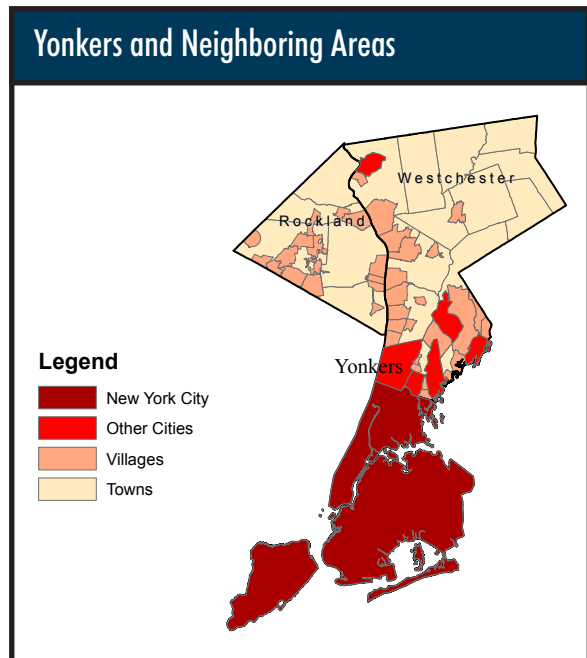 Yonkers and Neighboring Areas
Westchester
Rockland
Yonkers
Legend
New York City
Other Cities
Villages
Towns